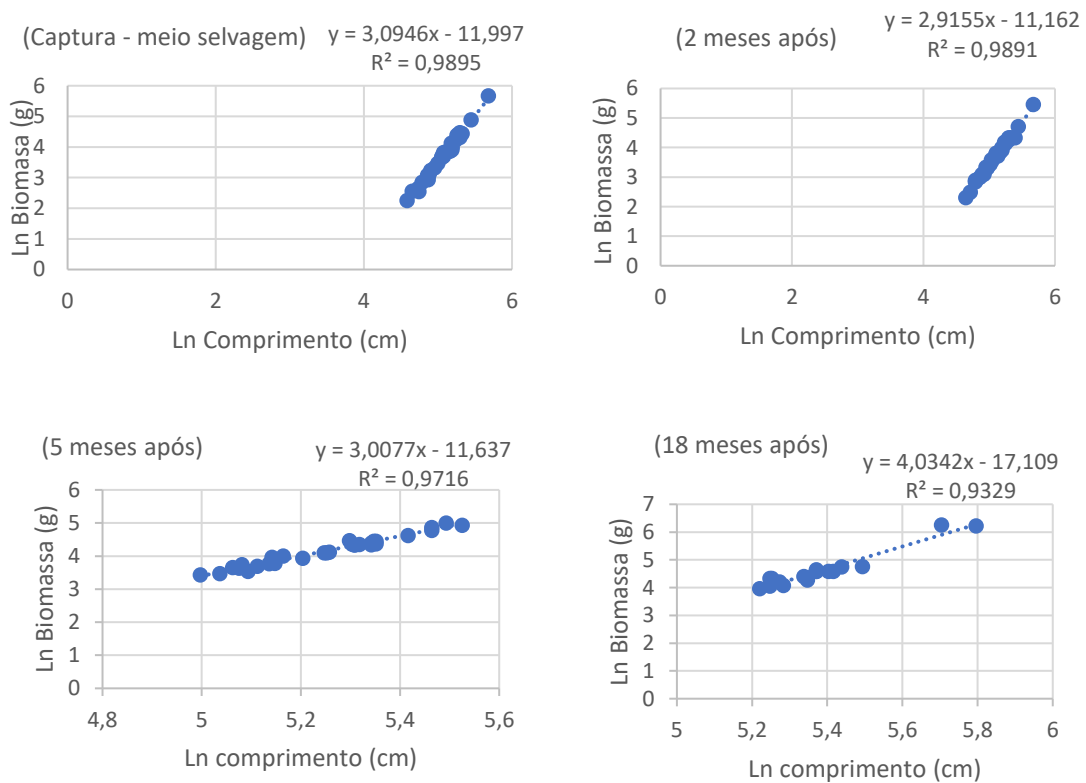 (Captura - meio selvagem)
y = 3,0946x - 11,997
R² = 0,9895
Ln Biomasa (g)
6
5
4
3
2
1
0
0 2 4 6
Ln Comprimento (cm)
(2 meses após)
y = 2,9155x - 11,162
R² = 0,9891
Ln Biomassa (g)
6
5
4
3
2
1
0
0 2 4 6
Ln Comprimento (cm)
(5 meses após)
y = 3,0077x - 11,637
R² = 0,9716
Ln Biomassa (g)
6
5
4
3
2
1
0
4,8 5 5,2 5,4 5,6
Ln comprimento (cm)
(18 meses após)
y = 4,0342x - 17,109
R² = 0,9329
Ln Biomassa (g)
7
6
5
4
3
2
1
0
5 5,2 5,4 5,6 5,8 6
Ln comprimento (cm)